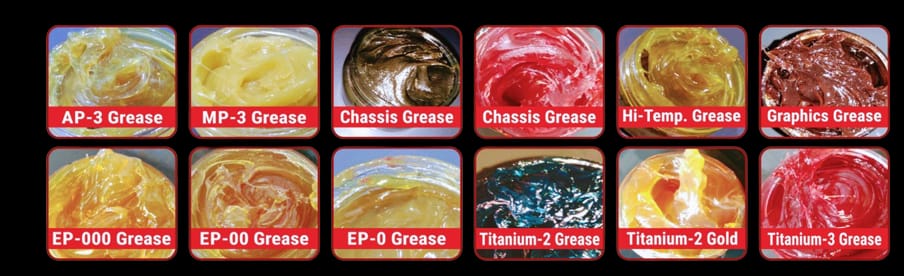 AP-3 Grease
MP-3 Grease
Chassis Grease
Chassis Grease
Hi-Temp. Grease
Graphics Grease
EP-000 Grease
EP-00 Grease
EP-0 Grease
Titanium-2 Grease
Titanium-2 Gold
Titanium-3 Grease